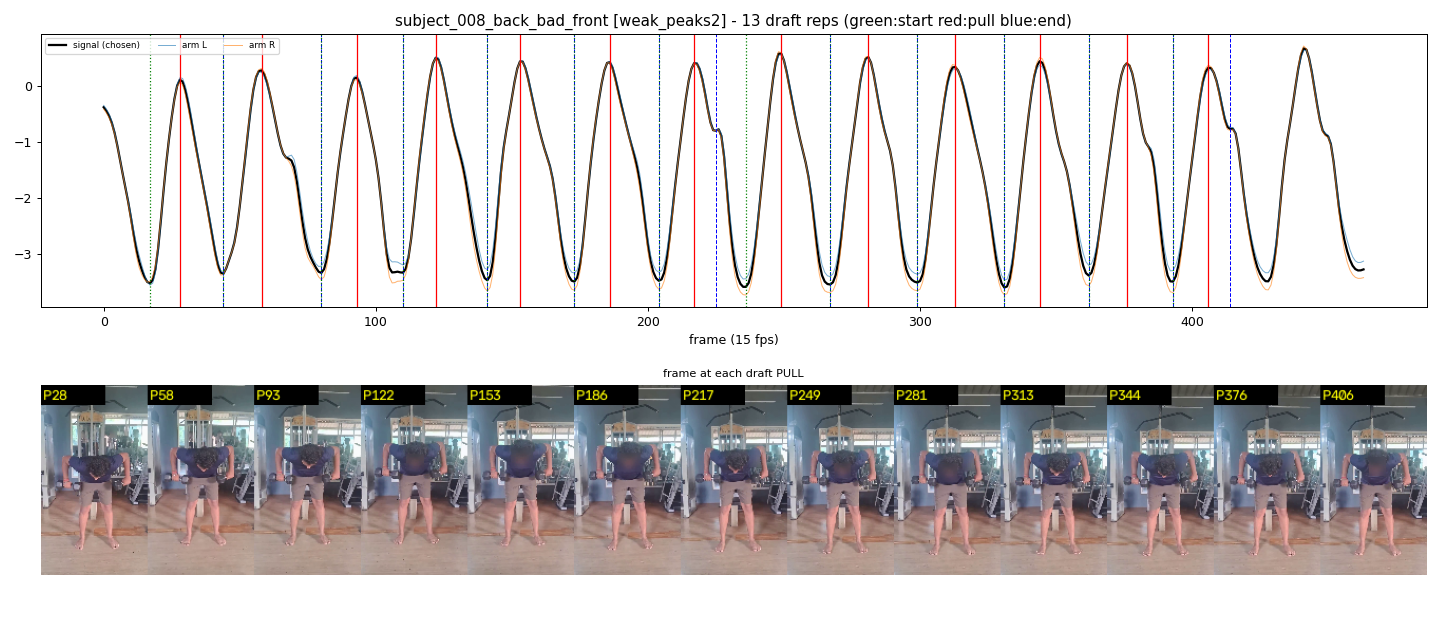 subject_008_back_bad_front [weak_peaks2] - 13 draft reps (green:start red:pull blue:end)
signal (chosen) arm L arm R
0
−1
−2
−3
0 100 200 300 400
frame (15 fps)
frame at each draft PULL
P28 P58 P93 P122 P153 P186 P217 P249 P281 P313 P344 P376 P406